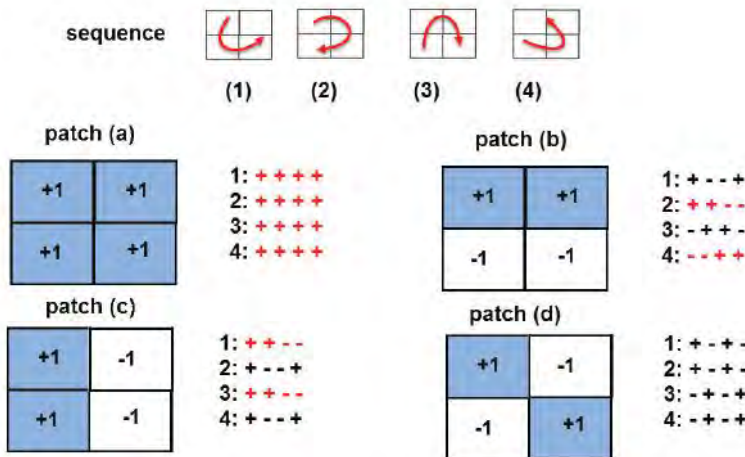 sequence
(1) (2) (3) (4)
patch (a)
+1 +1
+1 +1
1: + + + +
2: + + + +
3: + + + +
4: + + + +
patch (b)
+1 +1
-1 -1
1: + - - +
2: + + - -
3: - + + -
4: - - + +
patch (c)
+1 -1
+1 -1
1: + + - -
2: + - - +
3: + + - -
4: + - - +
patch (d)
+1 -1
-1 +1
1: + - + -
2: + - + -
3: - + - +
4: - + - +